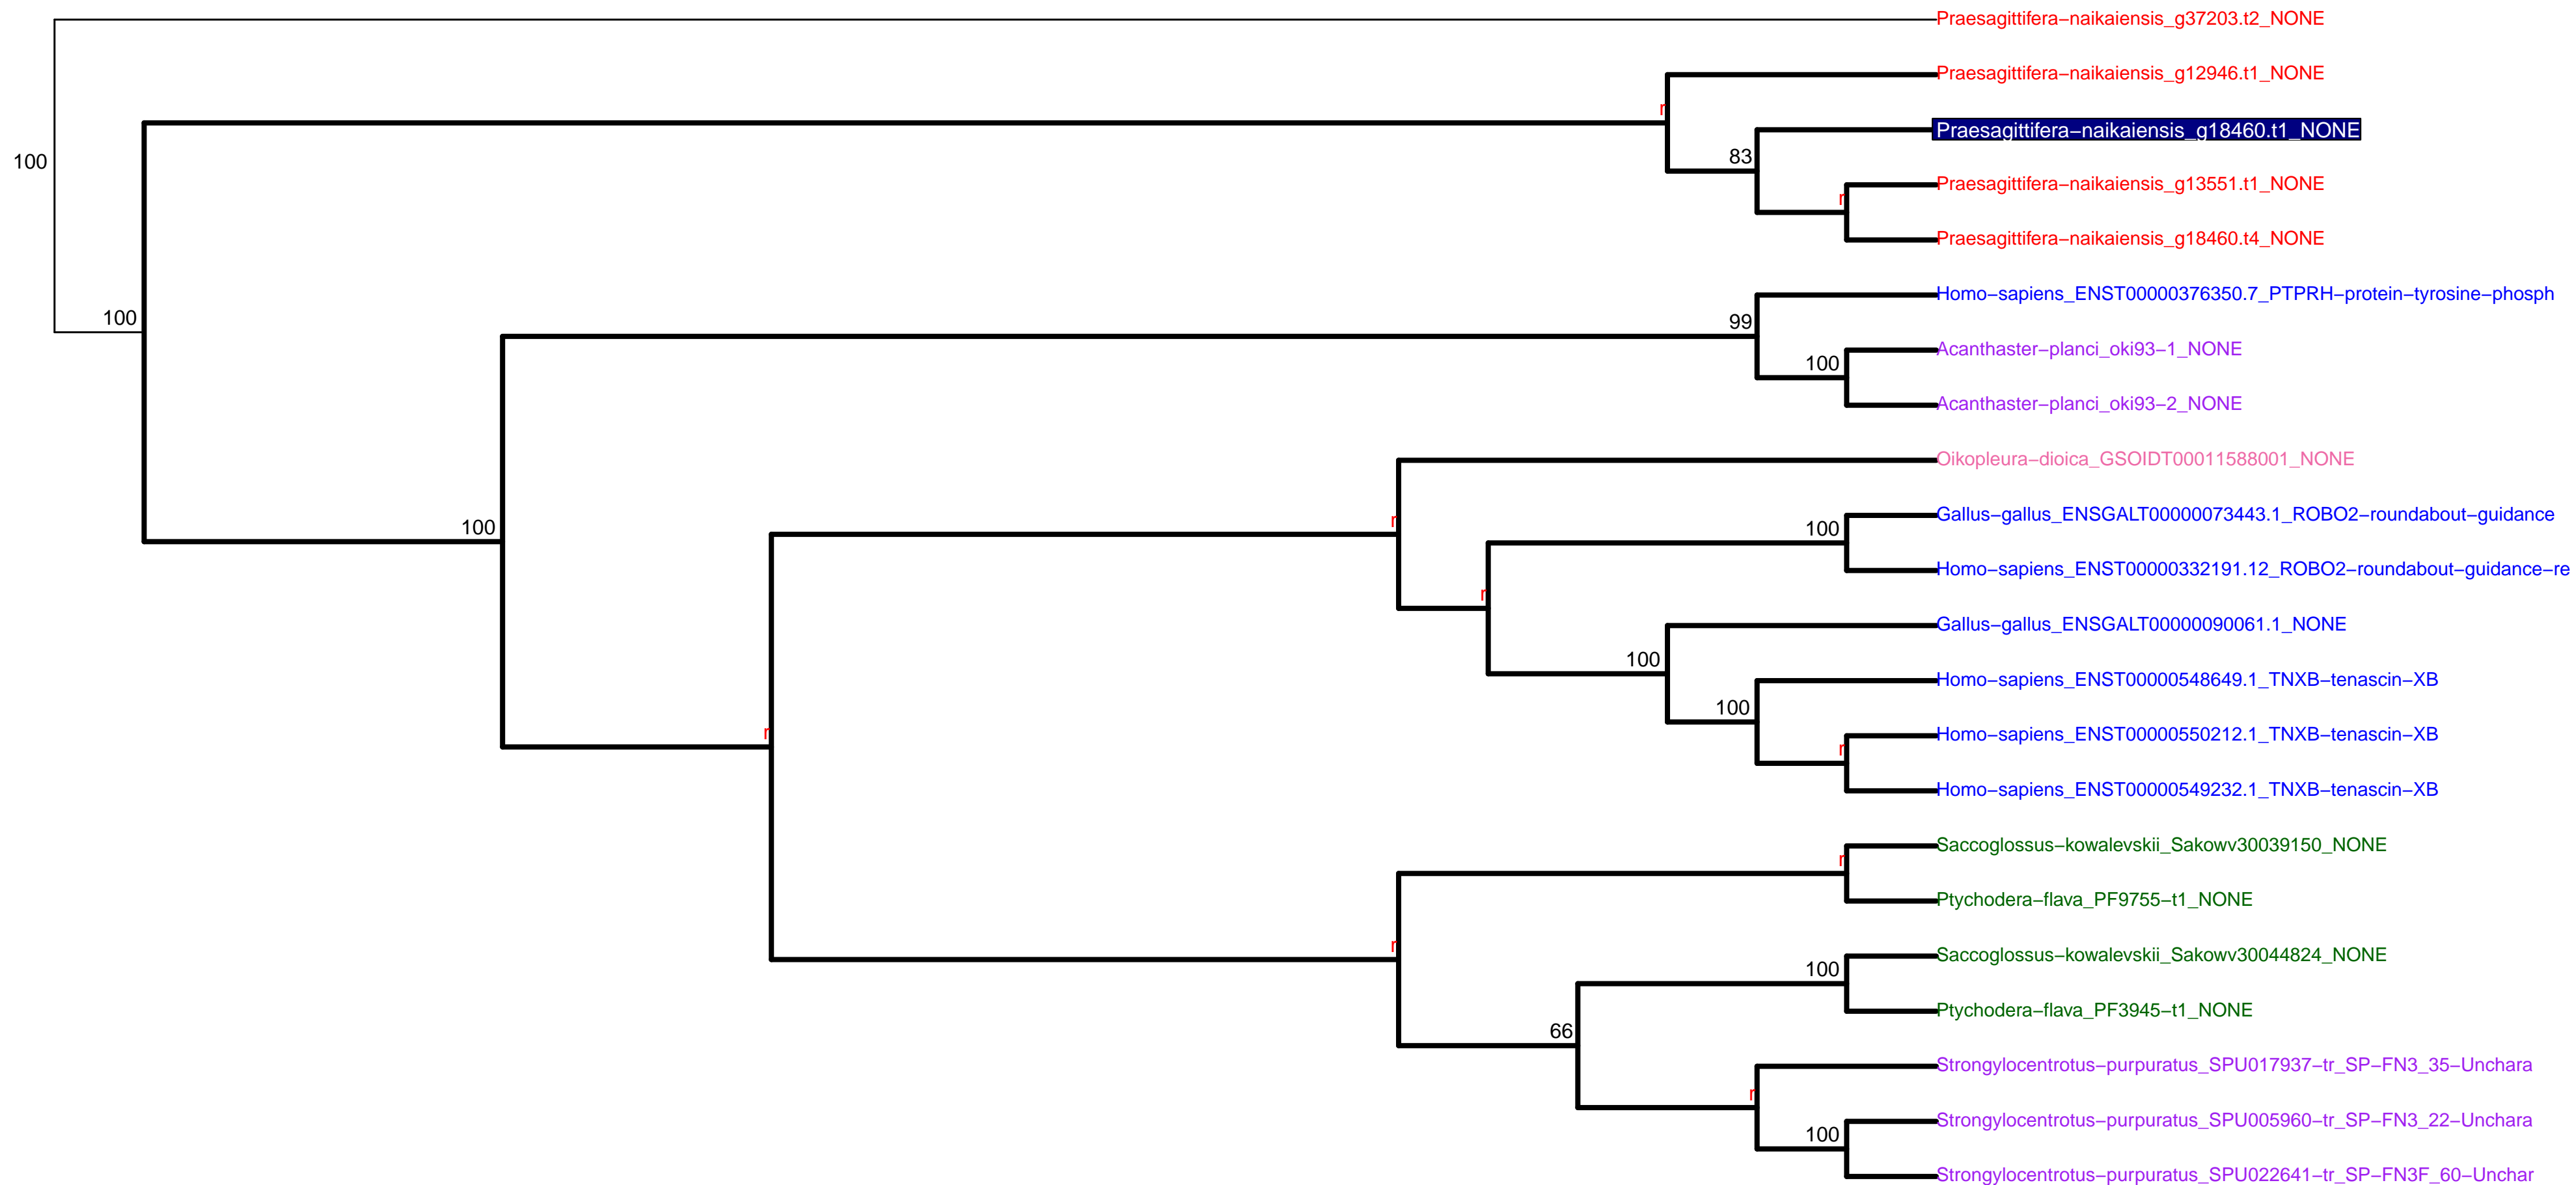 Praesagittifera−naikaiensis_g37203.t2_NONE
Praesagittifera−naikaiensis_g12946.t1_NONE
r
Praesagittifera−naikaiensis_g18460.t1_NONE
83
100
Praesagittifera−naikaiensis_g13551.t1_NONE
r
Praesagittifera−naikaiensis_g18460.t4_NONE
Homo−sapiens_ENST00000376350.7_PTPRH−protein−tyrosine−phosph
100
99
Acanthaster−planci_oki93−1_NONE
100
Acanthaster−planci_oki93−2_NONE
Oikopleura−dioica_GSOIDT00011588001_NONE
Gallus−gallus_ENSGALT00000073443.1_ROBO2−roundabout−guidance
r
100
100
Homo−sapiens_ENST00000332191.12_ROBO2−roundabout−guidance−re
r
Gallus−gallus_ENSGALT00000090061.1_NONE
100
Homo−sapiens_ENST00000548649.1_TNXB−tenascin−XB
100
Homo−sapiens_ENST00000550212.1_TNXB−tenascin−XB
r
r
Homo−sapiens_ENST00000549232.1_TNXB−tenascin−XB
Saccoglossus−kowalevskii_Sakowv30039150_NONE
r
Ptychodera−flava_PF9755−t1_NONE
r
Saccoglossus−kowalevskii_Sakowv30044824_NONE
100
Ptychodera−flava_PF3945−t1_NONE
66
Strongylocentrotus−purpuratus_SPU017937−tr_SP−FN3_35−Unchara
r
Strongylocentrotus−purpuratus_SPU005960−tr_SP−FN3_22−Unchara
100
Strongylocentrotus−purpuratus_SPU022641−tr_SP−FN3F_60−Unchar